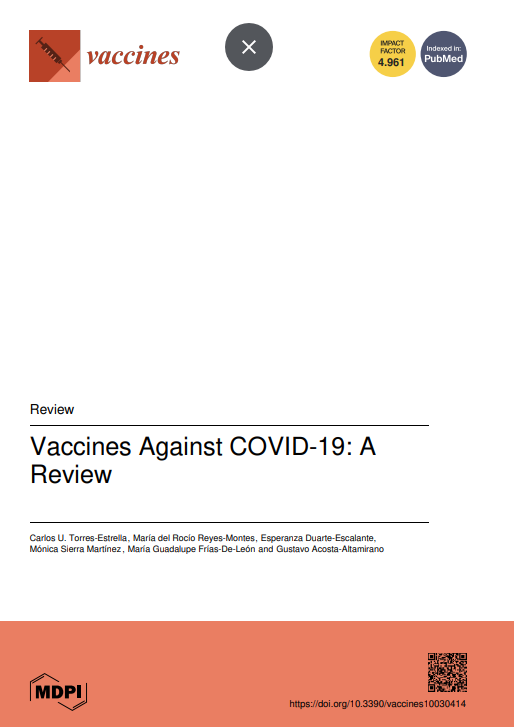 vaccines
IMPACT
FACTOR
4.961
Indexed in:
PubMed
Review
Vaccines Against COVID-19: A
Review
Carlos U. Torres-Estrella, María del Rocío Reyes-Montes, Esperanza Duarte-Escalante,
Mónica Sierra Martínez, María Guadalupe Frías-De-León and Gustavo Acosta-Altamirano
MDPI
https://doi.org/10.3390/vaccines10030414